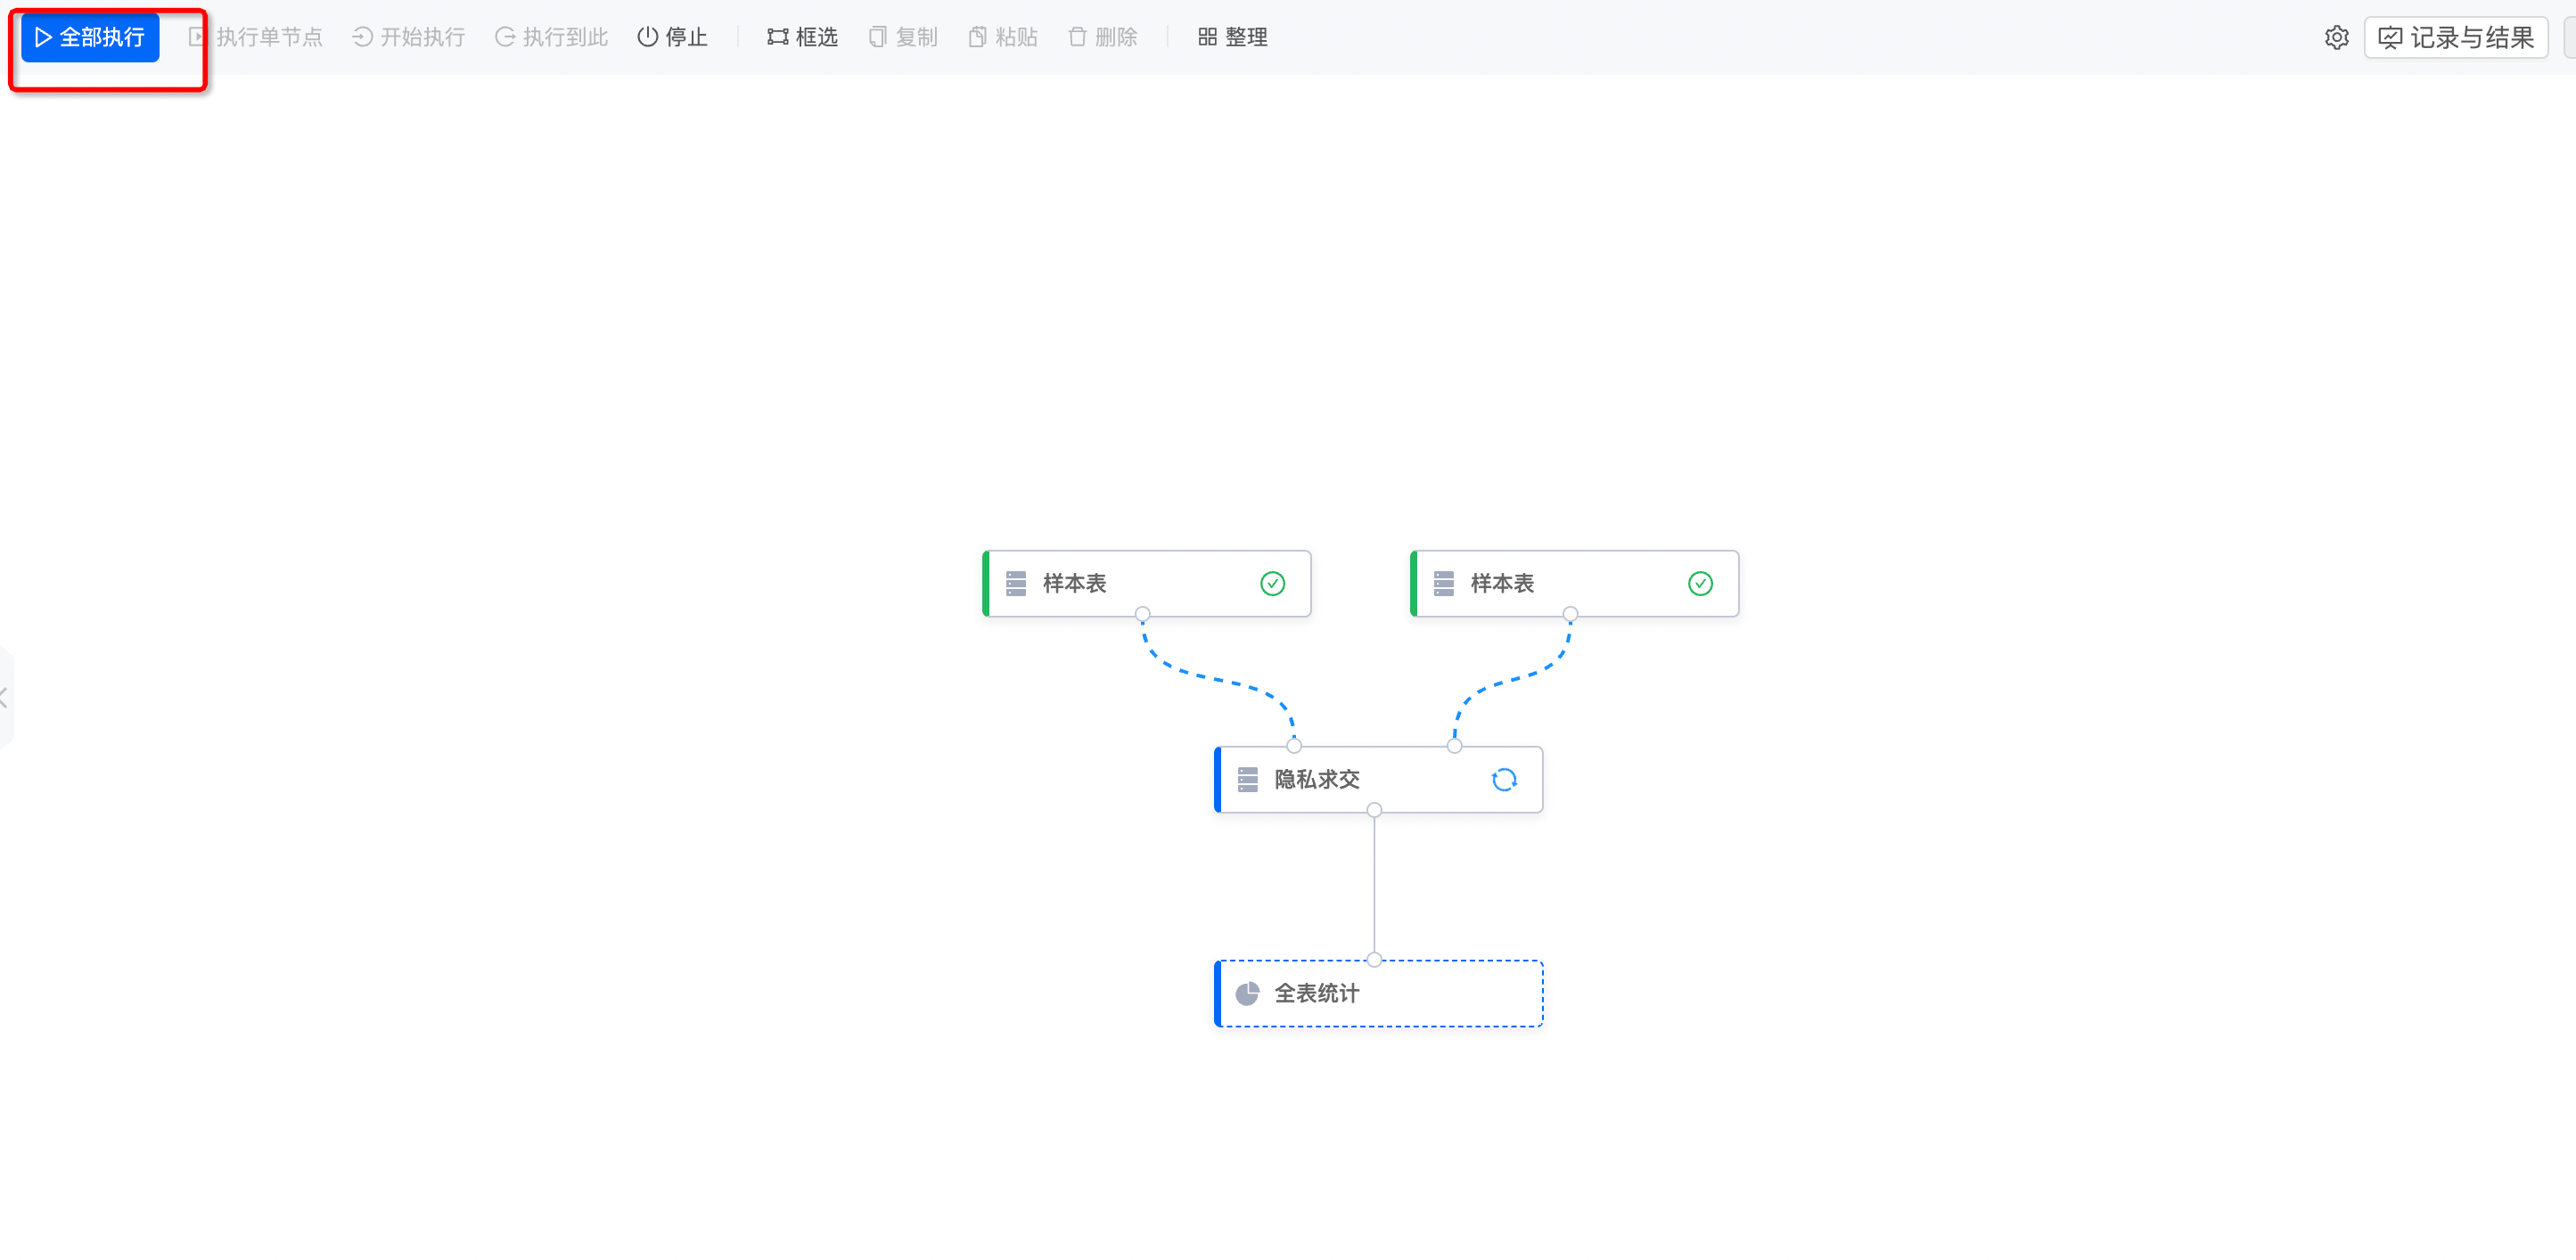 全部执行 执行单节点 开始执行 执行到此 停止 框选 复制 粘贴 删除 整理 记录与结果
样本表 样本表
隐私求交
全表统计